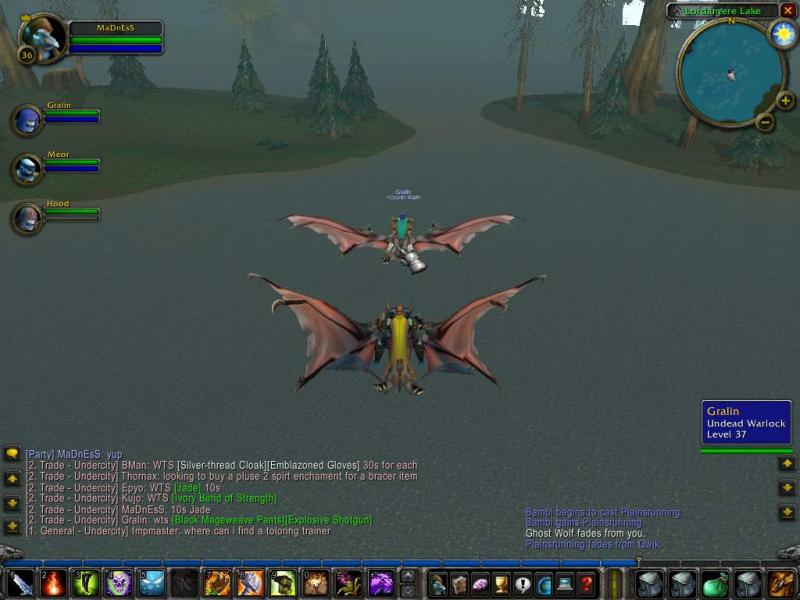 Lordamere Lake
N
MaDnEsS
36
Gralin
Meor
Hood
Gralin
<Fourth Wall>
Gralin
Undead Warlock
Level 37
[Party] MaDnEsS: yup
[2. Trade - Undercity] BMan: WTS [Silver-thread Cloak][Emblazoned Gloves] 30s for each
[2. Trade - Undercity] Thornax: looking to buy a pluse 2 spirt enchament for a bracer item
[2. Trade - Undercity] Epyo: WTS [Jade] 10s
[2. Trade - Undercity] Kujo: WTS [Ivory Band of Strength]
[2. Trade - Undercity] MaDnEsS: 10s Jade
[2. Trade - Undercity] Gralin: wts [Black Mageweave Pants][Explosive Shotgun]
[1. General - Undercity] Impmaster: where can i find a toloring trainer
Bambi begins to cast Plainsrunning.
Bambi gains Plainsrunning.
Ghost Wolf fades from you.
Plainsrunning fades from Qwik.